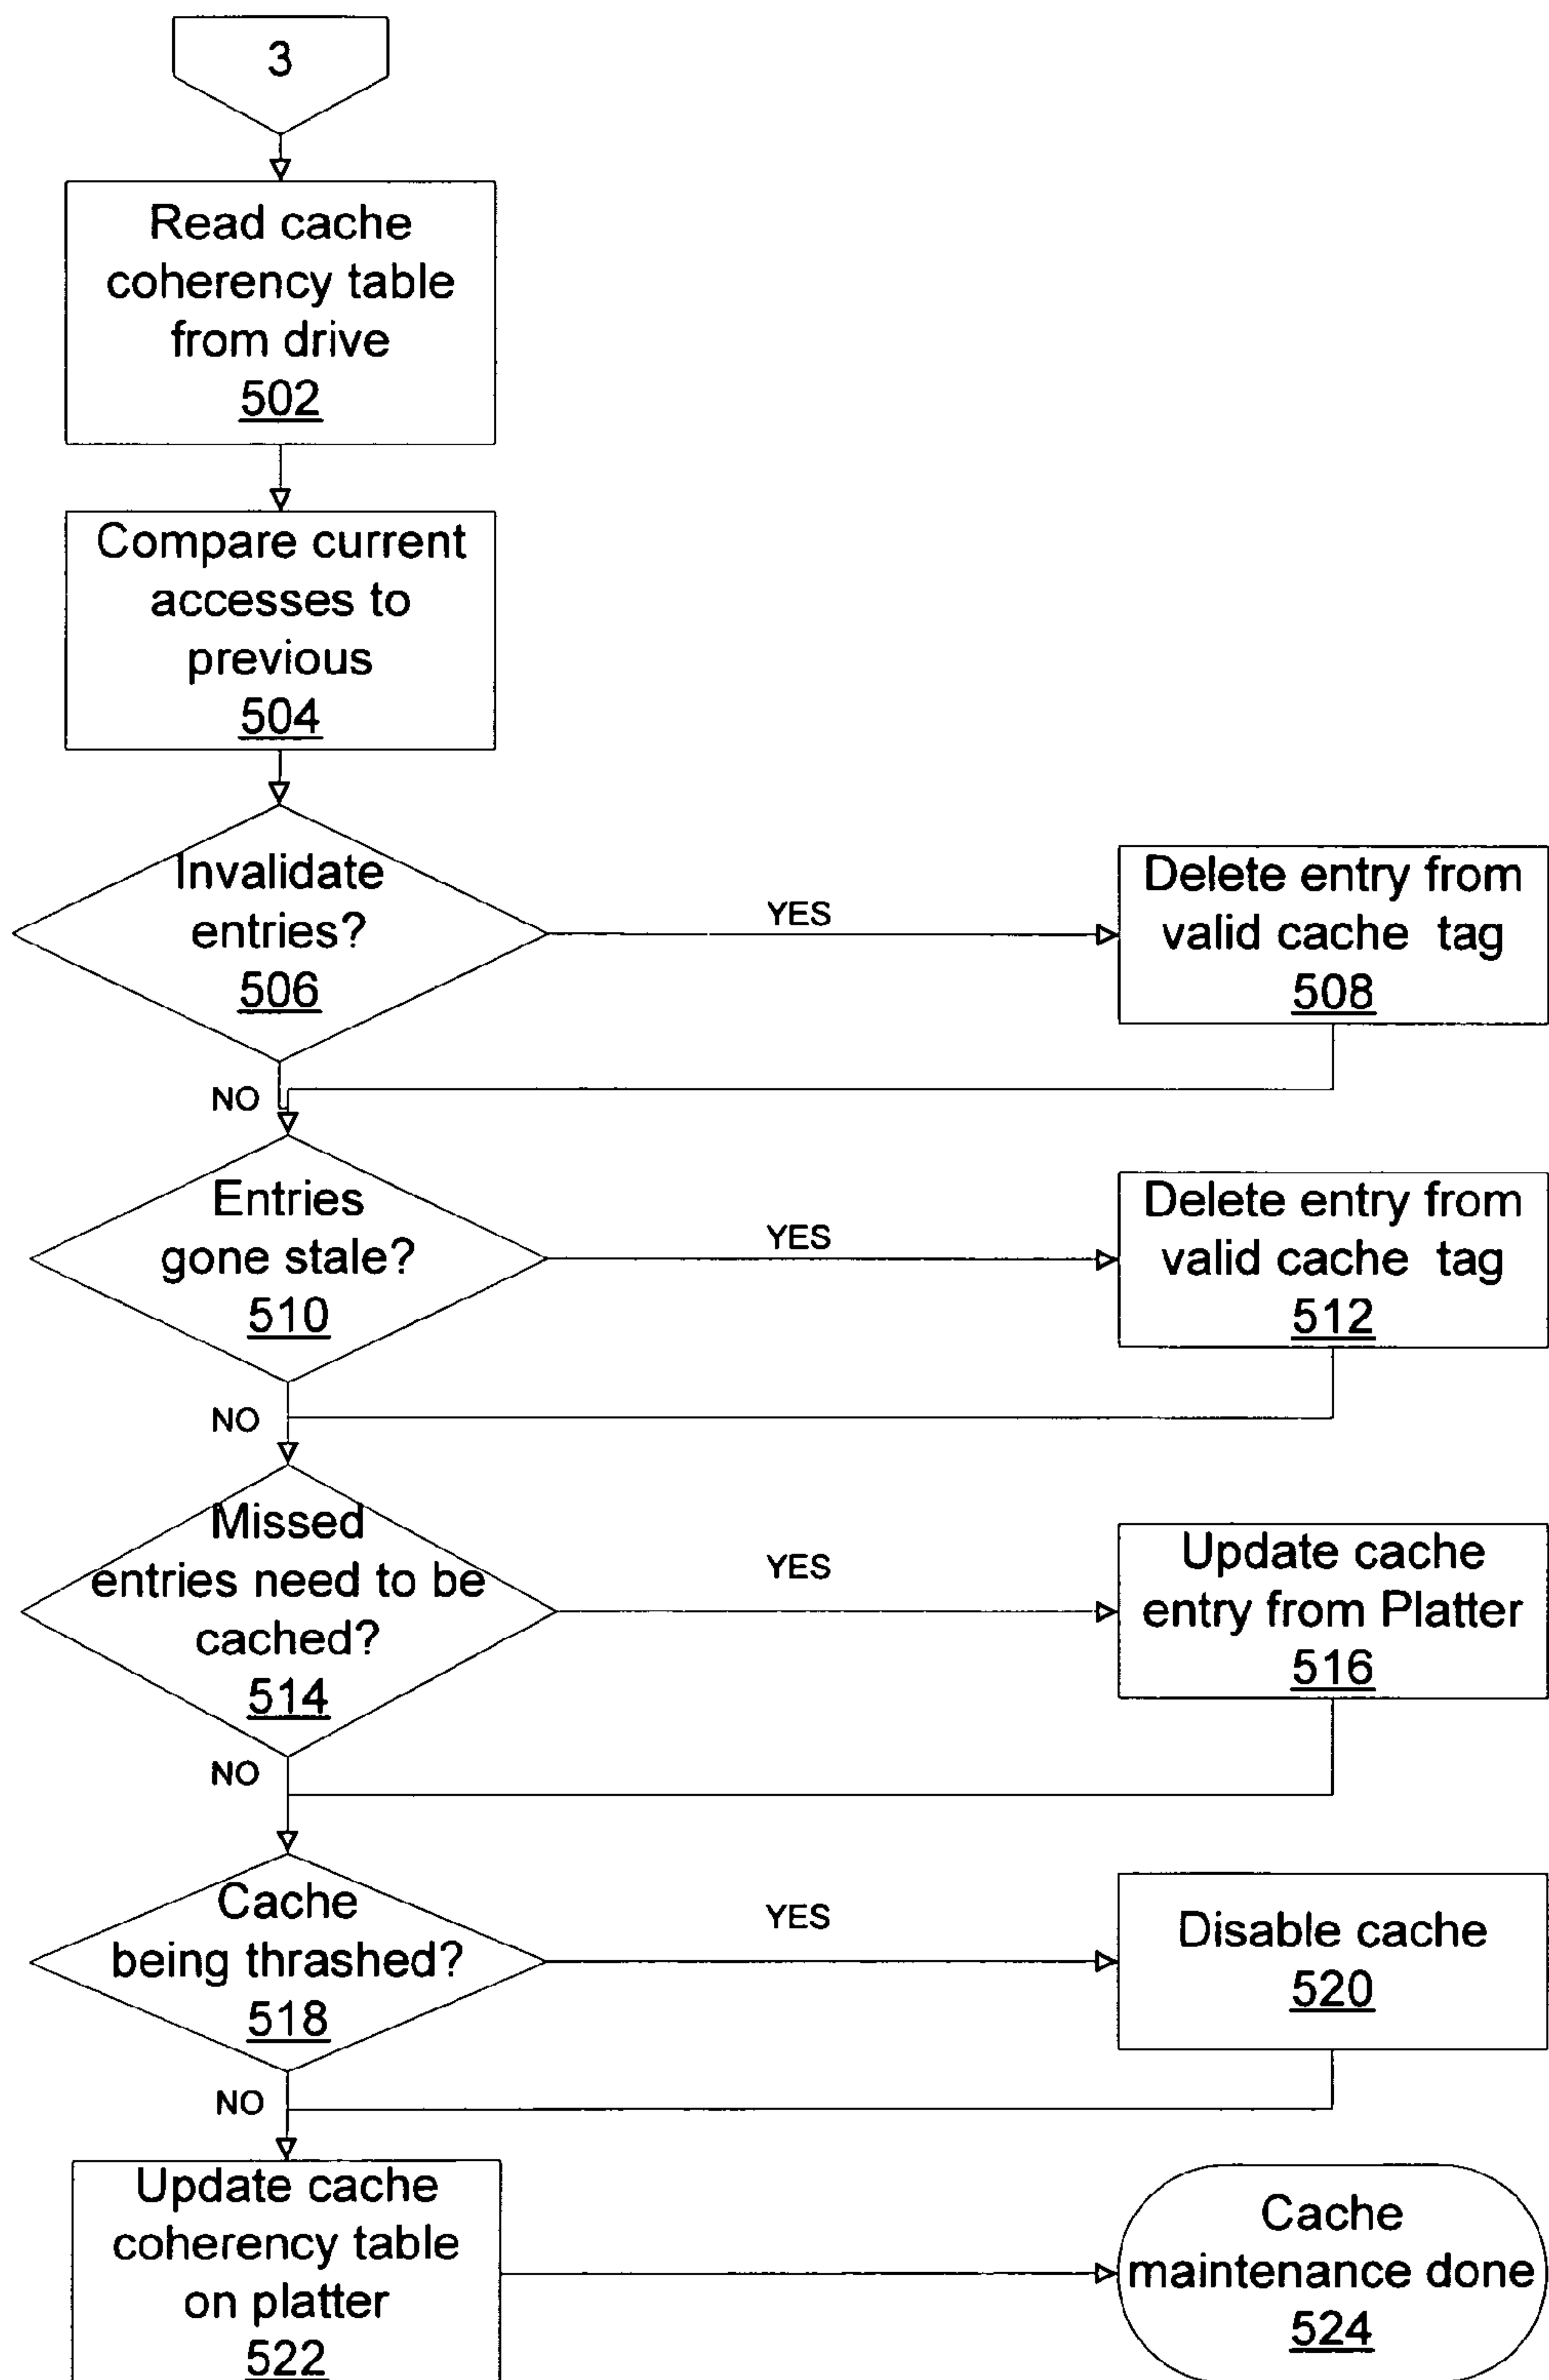 3
Read cache
coherency table
from drive
502
Compare current
accesses to
previous
504
Invalidate
entries?
506
YES
Delete entry from
valid cache tag
508
NO
Entries
gone stale?
510
YES
Delete entry from
valid cache tag
512
NO
Missed
entries need to be
cached?
514
YES
Update cache
entry from Platter
516
NO
Cache
being thrashed?
518
YES
Disable cache
520
NO
Update cache
coherency table
on platter
522
Cache
maintenance done
524